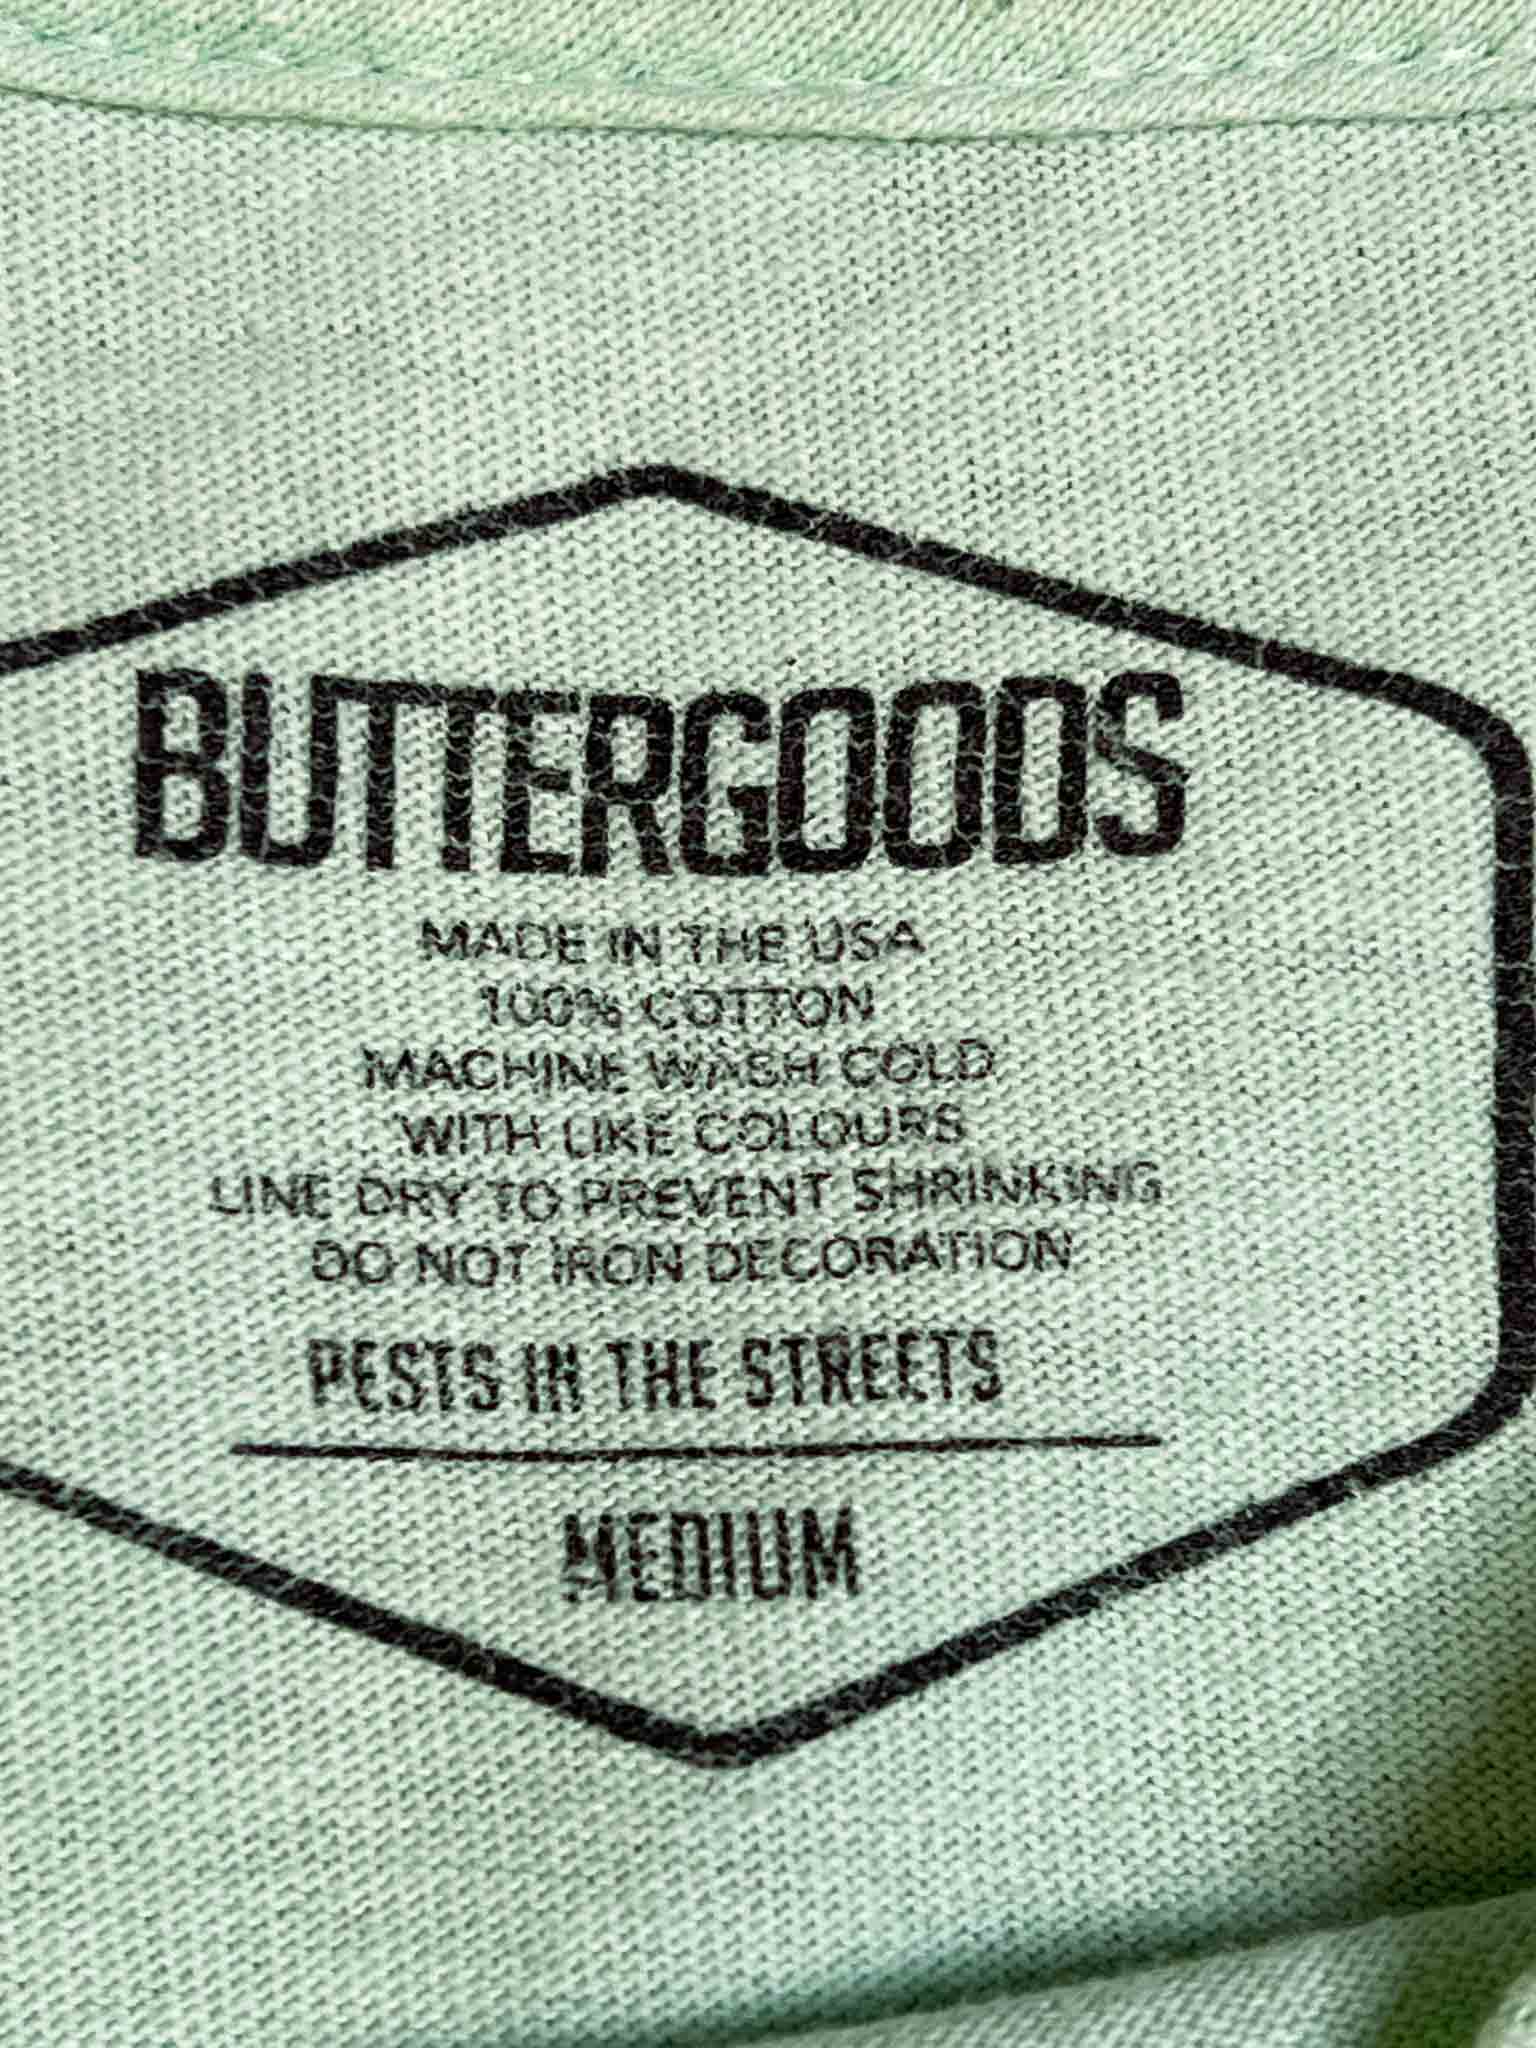 BUTTERGOODS
MADE IN THE USA
100% COTTON
MACHINE WASH COLD
WITH LIKE COLOURS
LINE DRY TO PREVENT SHRINKING
DO NOT IRON DECORATION
PESTS IN THE STREETS
MEDIUM